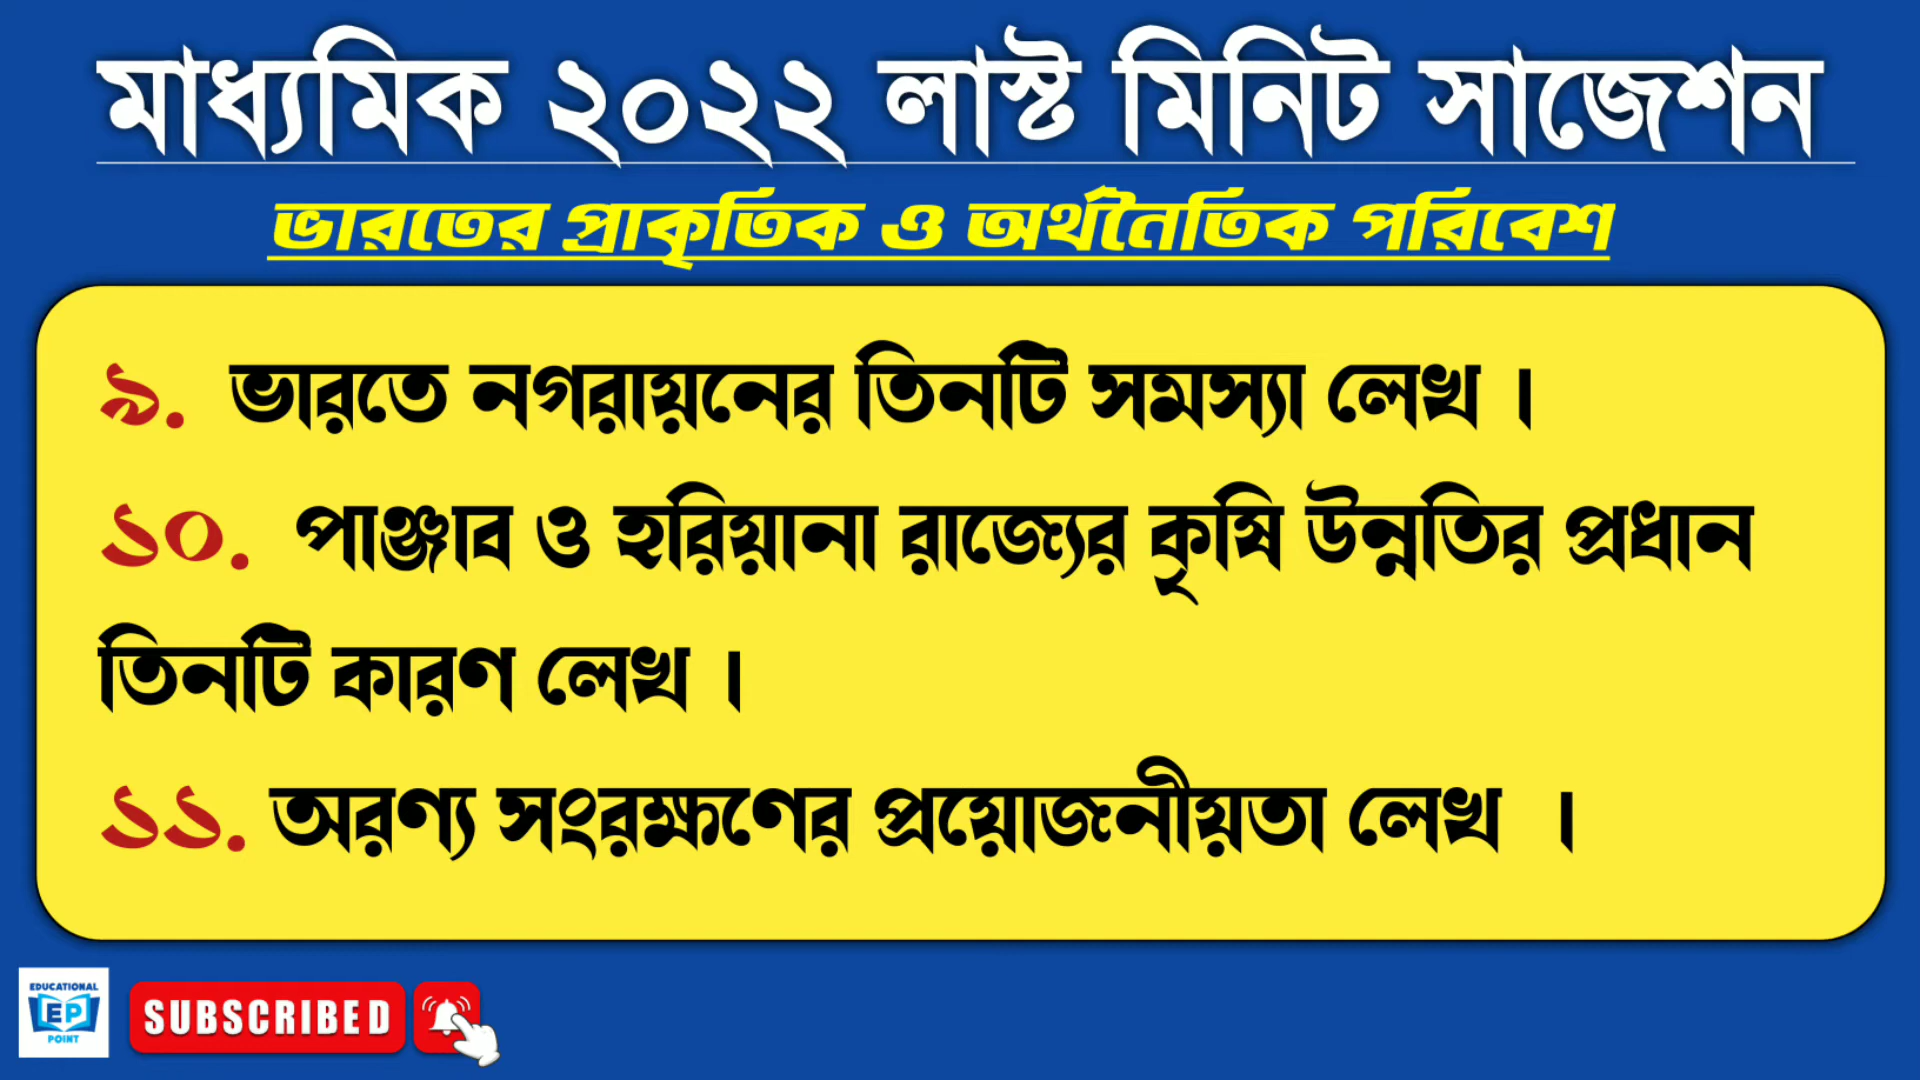 মাধ্যমিক ২০২২ লাস্ট মিনিট সাজেশন
ভারতের প্রাকৃতিক ও অর্থনৈতিক পরিবেশ
৯. ভারতে নগরায়নের তিনটি সমস্যা লেখ ।
১০. পাঞ্জাব ও হরিয়ানা রাজ্যের কৃষি উন্নতির প্রধান
তিনটি কারণ লেখ ।
১১. অরণ্য সংরক্ষণের প্রয়োজনীয়তা লেখ ।
EDUCATIONAL
EP
POINT
SUBSCRIBED